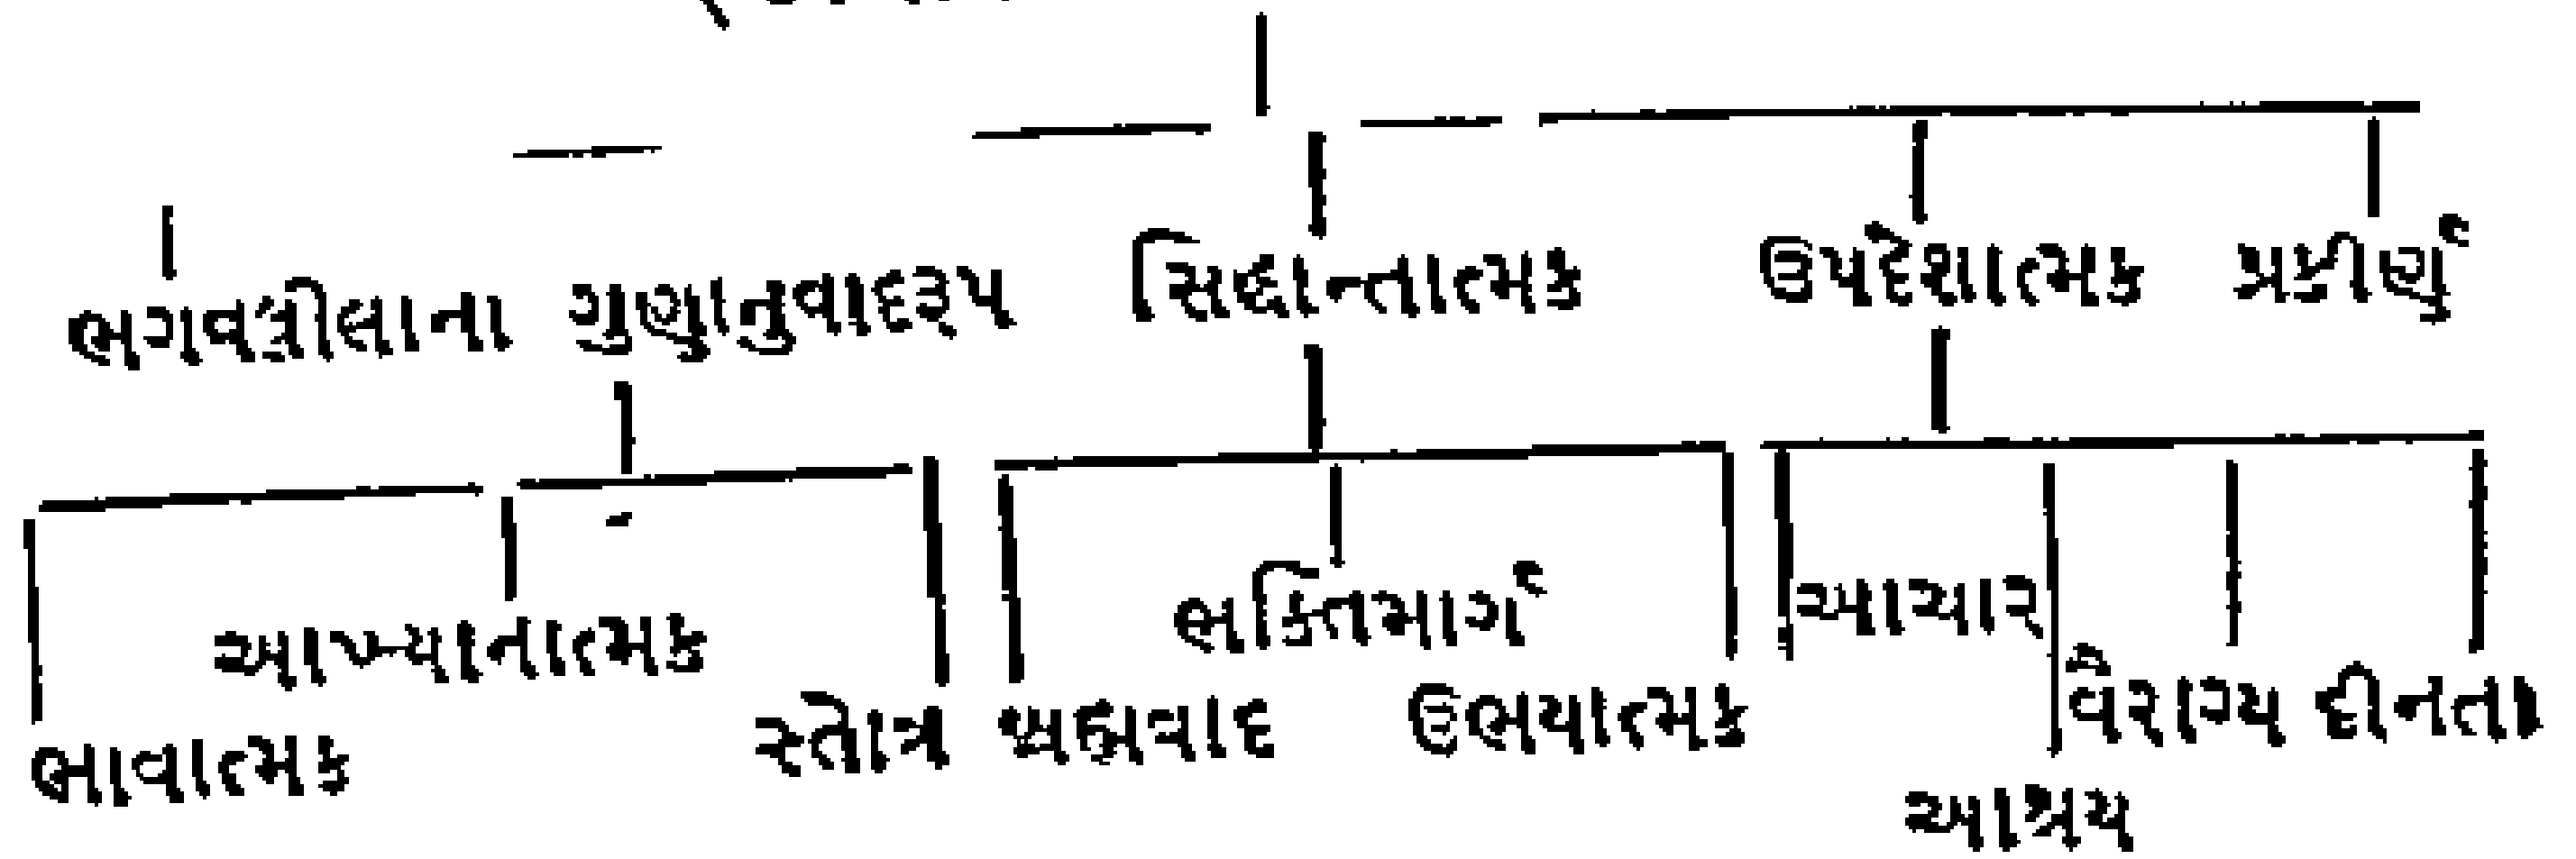 ભગવલ્લીલાના ગુણાનુવાદરૂપ સિદ્ધાન્તાત્મક ઉપદેશાત્મક પ્રકીર્ણ
આખ્યાનાત્મક ભક્તિમાર્ગ આચાર
ભાવાત્મક સ્તોત્ર બ્રહ્મવાદ ઉભયાત્મક વૈરાગ્ય દીનતા
આશ્રય